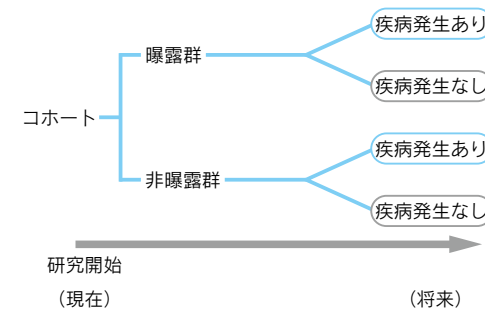 疾病発生あり
曝露群
疾病発生なし
コホート
疾病発生あり
非曝露群
疾病発生なし
研究開始
（現在）
（将来）